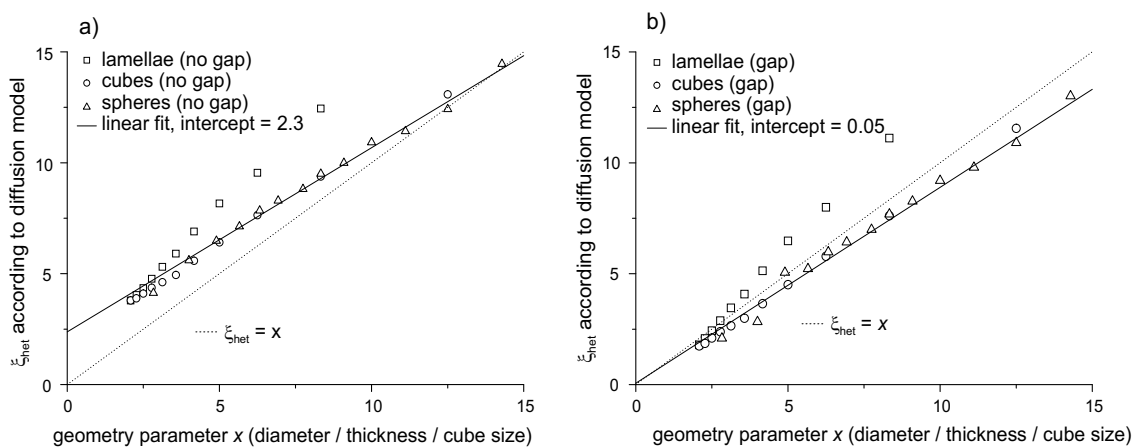 a)
ξhet according to diffusion model
15
10
5
0
lamellae (no gap)
cubes (no gap)
spheres (no gap)
linear fit, intercept = 2.3
ξhet = x
0 5 10 15
geometry parameter x (diameter / thickness / cube size)
b)
ξhet according to diffusion model
15
10
5
0
lamellae (gap)
cubes (gap)
spheres (gap)
linear fit, intercept = 0.05
ξhet = x
0 5 10 15
geometry parameter x (diameter / thickness / cube size)